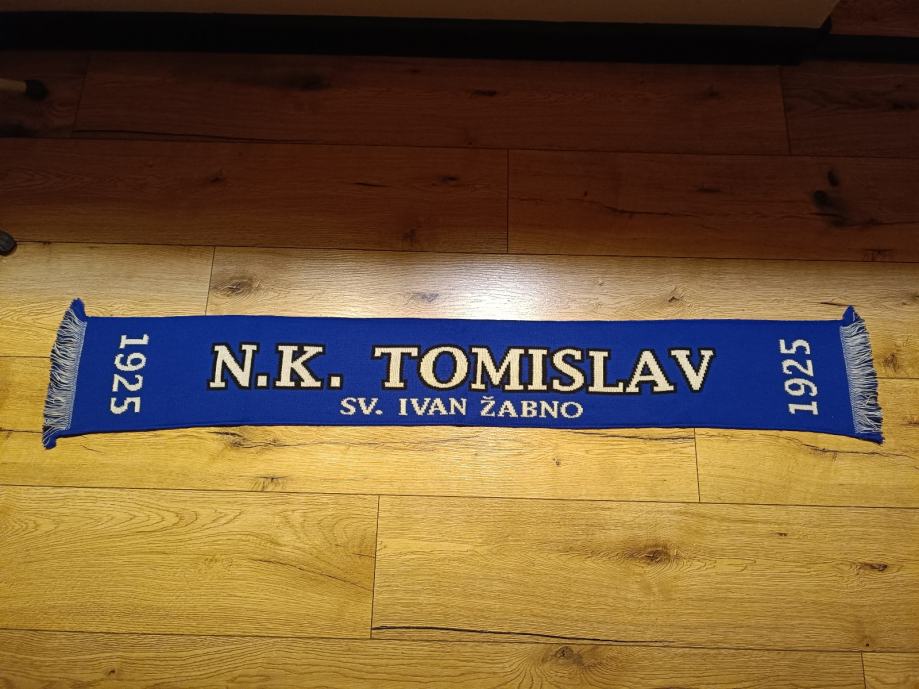 1925
N.K. TOMISLAV
SV. IVAN ŽABNO
1925